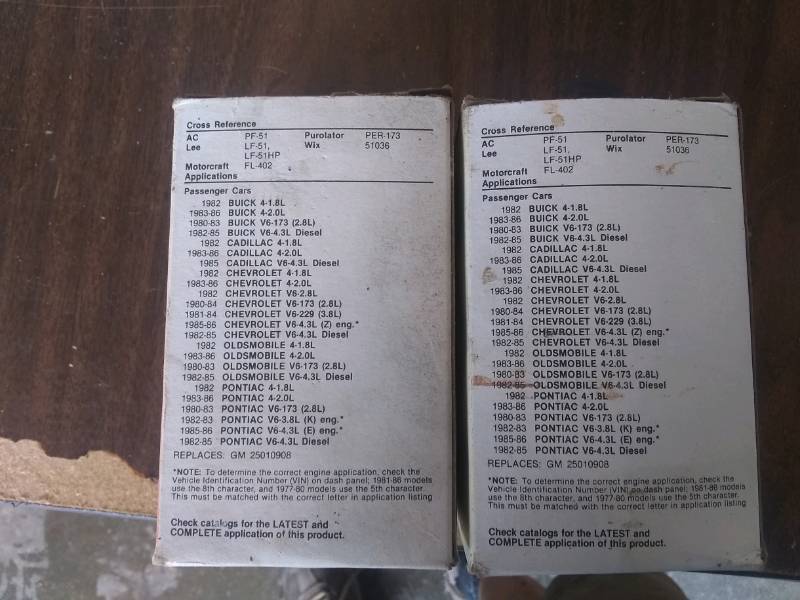 Cross Reference
AC PF-51 Purolator PER-173
Lee LF-51, Wix 51036
LF-51HP
Motorcraft FL-402
Applications
Passenger Cars
1982 BUICK 4-1.8L
1983-86 BUICK 4-2.0L
1980-83 BUICK V6-173 (2.8L)
1982-85 BUICK V6-4.3L Diesel
1982 CADILLAC 4-1.8L
1983-86 CADILLAC 4-2.0L
1985 CADILLAC V6-4.3L Diesel
1982 CHEVROLET 4-1.8L
1983-86 CHEVROLET 4-2.0L
1982 CHEVROLET V6-2.8L
1980-84 CHEVROLET V6-173 (2.8L)
1981-84 CHEVROLET V6-229 (3.8L)
1985-86 CHEVROLET V6-4.3L (Z) eng.*
1982-85 CHEVROLET V6-4.3L Diesel
1982 OLDSMOBILE 4-1.8L
1983-86 OLDSMOBILE 4-2.0L
1980-83 OLDSMOBILE V6-173 (2.8L)
1982-85 OLDSMOBILE V6-4.3L Diesel
1982 PONTIAC 4-1.8L
1983-86 PONTIAC 4-2.0L
1980-83 PONTIAC V6-173 (2.8L)
1982-83 PONTIAC V6-3.8L (K) eng.*
1985-86 PONTIAC V6-4.3L (E) eng.*
1982-85 PONTIAC V6-4.3L Diesel
REPLACES: GM 25010908
*NOTE: To determine the correct engine application, check the
Vehicle Identification Number (VIN) on dash panel; 1981-86 models
use the 8th character, and 1977-80 models use the 5th character.
This must be matched with the correct letter in application listing
Check catalogs for the LATEST and
COMPLETE application of this product.
Cross Reference
AC PF-51 Purolator PER-173
Lee LF-51, Wix 51036
LF-51HP
Motorcraft FL-402
Applications
Passenger Cars
1982 BUICK 4-1.8L
1983-86 BUICK 4-2.0L
1980-83 BUICK V6-173 (2.8L)
1982-85 BUICK V6-4.3L Diesel
1982 CADILLAC 4-1.8L
1983-86 CADILLAC 4-2.0L
1985 CADILLAC V6-4.3L Diesel
1982 CHEVROLET 4-1.8L
1983-86 CHEVROLET 4-2.0L
1982 CHEVROLET V6-2.8L
1980-84 CHEVROLET V6-173 (2.8L)
1981-84 CHEVROLET V6-229 (3.8L)
1985-86 CHEVROLET V6-4.3L (Z) eng.*
1982-85 CHEVROLET V6-4.3L Diesel
1982 OLDSMOBILE 4-1.8L
1983-86 OLDSMOBILE 4-2.0L
1980-83 OLDSMOBILE V6-173 (2.8L)
1982-85 OLDSMOBILE V6-4.3L Diesel
1982 PONTIAC 4-1.8L
1983-86 PONTIAC 4-2.0L
1980-83 PONTIAC V6-173 (2.8L)
1982-83 PONTIAC V6-3.8L (K) eng.*
1985-86 PONTIAC V6-4.3L (E) eng.*
1982-85 PONTIAC V6-4.3L Diesel
REPLACES: GM 25010908
*NOTE: To determine the correct engine application, check the
Vehicle Identification Number (VIN) on dash panel; 1981-86 models
use the 8th character, and 1977-80 models use the 5th character.
This must be matched with the correct letter in application listing
Check catalogs for the LATEST and
COMPLETE application of this product.